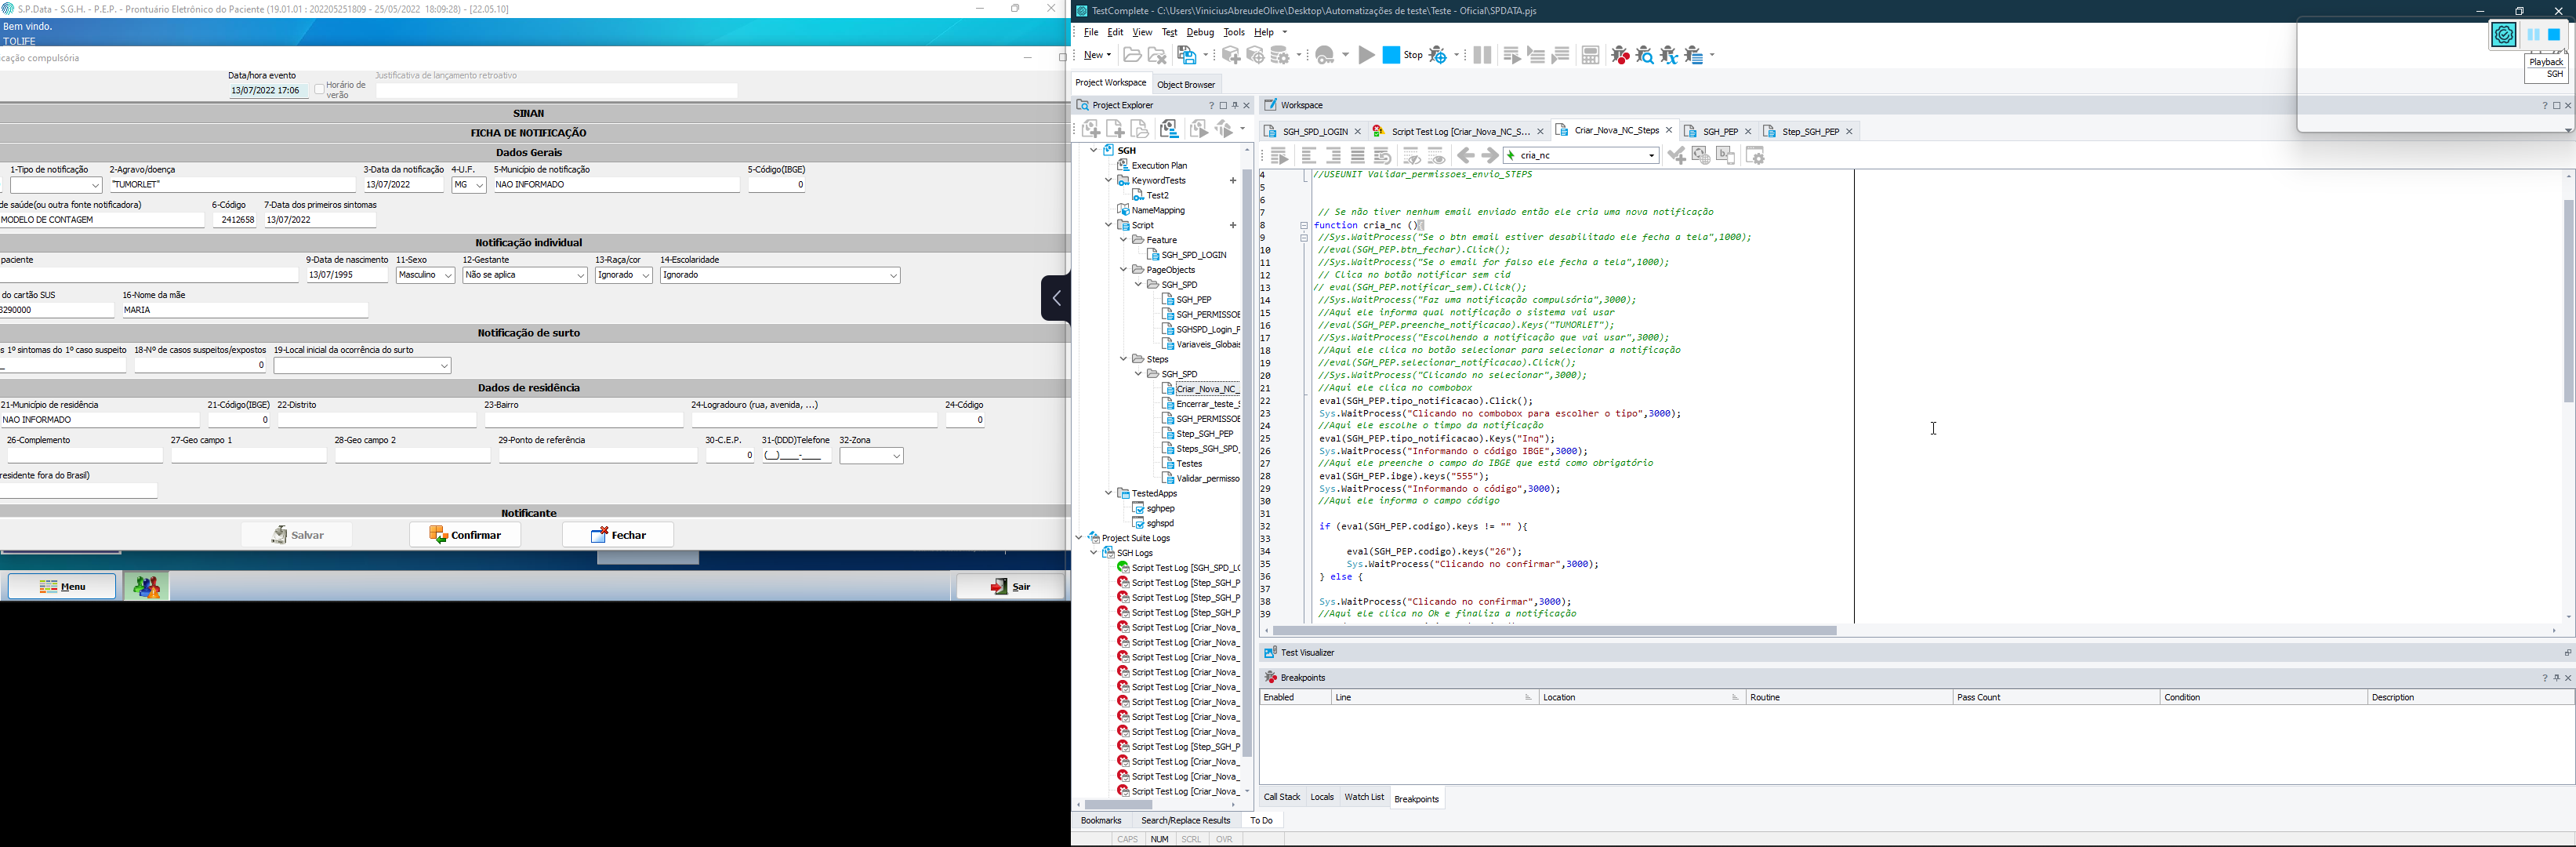 S.P.Data - S.G.H. - P.E.P. - Prontuário Eletrônico do Paciente (19.01.01 : 202205251809 - 25/05/2022 18:09:28) - [22.05.10]
Bem vindo.
TOLIFE
cação compulsória
Data/hora evento
Justificativa de lançamento retroativo
13/07/2022 17:06
Horário de verão
SINAN
FICHA DE NOTIFICAÇÃO
Dados Gerais
1-Tipo de notificação 2-Agravo/doença 3-Data da notificação 4-U.F. 5-Município de notificação 5-Código(IBGE)
"TUMORLET" 13/07/2022 MG NAO INFORMADO 0
de saúde(ou outra fonte notificadora) 6-Código 7-Data dos primeiros sintomas
MODELO DE CONTAGEM 2412658 13/07/2022
Notificação individual
paciente 9-Data de nascimento 11-Sexo 12-Gestante 13-Raça/cor 14-Escolaridade
13/07/1995 Masculino Não se aplica Ignorado Ignorado
do cartão SUS 16-Nome da mãe
3290000 MARIA
Notificação de surto
s 1º sintomas do 1º caso suspeito 18-Nº de casos suspeitos/expostos 19-Local inicial da ocorrência do surto
0
Dados de residência
21-Município de residência 21-Código(IBGE) 22-Distrito 23-Bairro 24-Logradouro (rua, avenida, ...) 24-Código
NAO INFORMADO 0 0
26-Complemento 27-Geo campo 1 28-Geo campo 2 29-Ponto de referência 30-C.E.P. 31-(DDD)Telefone 32-Zona
0 (__)____-____
residente fora do Brasil)
Notificante
Salvar Confirmar Fechar
Menu Sair
TestComplete - C:\Users\ViniciusAbreudeOlive\Desktop\Automatizações de teste\Teste - Oficial\SPDATA.pjs
File Edit View Test Debug Tools Help
New Stop
Playback
SGH
Project Workspace Object Browser
Project Explorer
SGH
Execution Plan
KeywordTests
Test2
NameMapping
Script
Feature
SGH_SPD_LOGIN
PageObjects
SGH_SPD
SGH_PEP
SGH_PERMISSOE
SGHSPD_Login_P
Variaveis_Globais
Steps
SGH_SPD
Criar_Nova_NC_
Encerrar_teste_S
SGH_PERMISSOE
Step_SGH_PEP
Steps_SGH_SPD_
Testes
Validar_permisso
TestedApps
sghpep
sghspd
Project Suite Logs
SGH Logs
Script Test Log [SGH_SPD_LO
Script Test Log [Step_SGH_P
Script Test Log [Step_SGH_P
Script Test Log [Step_SGH_P
Script Test Log [Criar_Nova_
Script Test Log [Criar_Nova_
Script Test Log [Criar_Nova_
Script Test Log [Criar_Nova_
Script Test Log [Criar_Nova_
Script Test Log [Criar_Nova_
Script Test Log [Criar_Nova_
Script Test Log [Criar_Nova_
Script Test Log [Step_SGH_P
Script Test Log [Criar_Nova_
Script Test Log [Criar_Nova_
Script Test Log [Criar_Nova_
Workspace
SGH_SPD_LOGIN Script Test Log [Criar_Nova_NC_S... Criar_Nova_NC_Steps SGH_PEP Step_SGH_PEP
cria_nc
4 //USEUNIT Validar_permissoes_envio_STEPS
5
6
7 // Se não tiver nenhum email enviado então ele cria uma nova notificação
8 function cria_nc (){
9 //Sys.WaitProcess("Se o btn email estiver desabilitado ele fecha a tela",1000);
10 //eval(SGH_PEP.btn_fechar).Click();
11 //Sys.WaitProcess("Se o email for falso ele fecha a tela",1000);
12 // Clica no botão notificar sem cid
13 // eval(SGH_PEP.notificar_sem).Click();
14 //Sys.WaitProcess("Faz uma notificação compulsória",3000);
15 //Aqui ele informa qual notificação o sistema vai usar
16 //eval(SGH_PEP.preenche_notificacao).Keys("TUMORLET");
17 //Sys.WaitProcess("Escolhendo a notificação que vai usar",3000);
18 //Aqui ele clica no botão selecionar para selecionar a notificação
19 //eval(SGH_PEP.selecionar_notificacao).Click();
20 //Sys.WaitProcess("Clicando no selecionar",3000);
21 //Aqui ele clica no combobox
22 eval(SGH_PEP.tipo_notificacao).Click();
23 Sys.WaitProcess("Clicando no combobox para escolher o tipo",3000);
24 //Aqui ele escolhe o timpo da notificação
25 eval(SGH_PEP.tipo_notificacao).Keys("Inq");
26 Sys.WaitProcess("Informando o código IBGE",3000);
27 //Aqui ele preenche o campo do IBGE que está como obrigatório
28 eval(SGH_PEP.ibge).keys("555");
29 Sys.WaitProcess("Informando o código",3000);
30 //Aqui ele informa o campo código
31
32 if (eval(SGH_PEP.codigo).keys != "" ){
33
34 eval(SGH_PEP.codigo).keys("26");
35 Sys.WaitProcess("Clicando no confirmar",3000);
36 } else {
37
38 Sys.WaitProcess("Clicando no confirmar",3000);
39 //Aqui ele clica no Ok e finaliza a notificação
Test Visualizer
Breakpoints
Enabled Line Location Routine Pass Count Condition Description
Call Stack Locals Watch List Breakpoints
Bookmarks Search/Replace Results To Do
CAPS NUM SCRL OVR